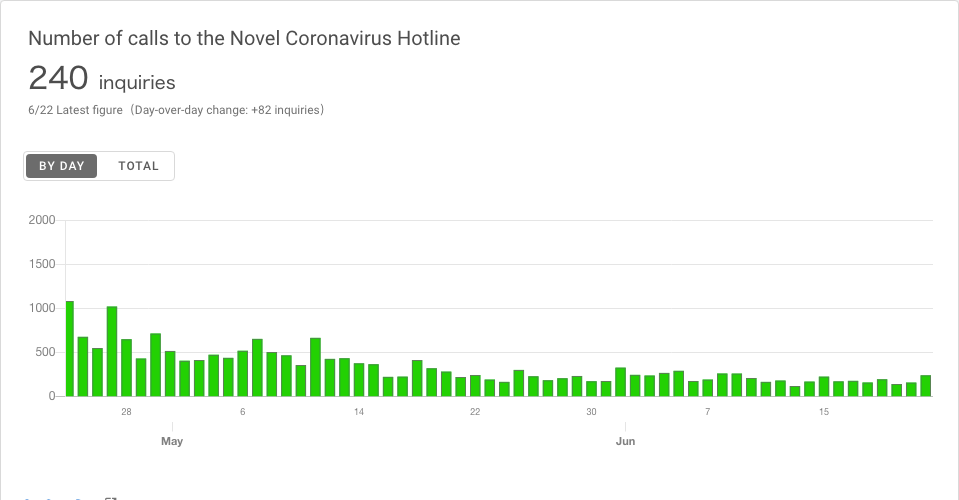 Number of calls to the Novel Coronavirus Hotline
240 inquiries
6/22 Latest figure（Day-over-day change: +82 inquiries）
BY DAY TOTAL
2000
1500
1000
500
0
28 6 14 22 30 7 15
May Jun